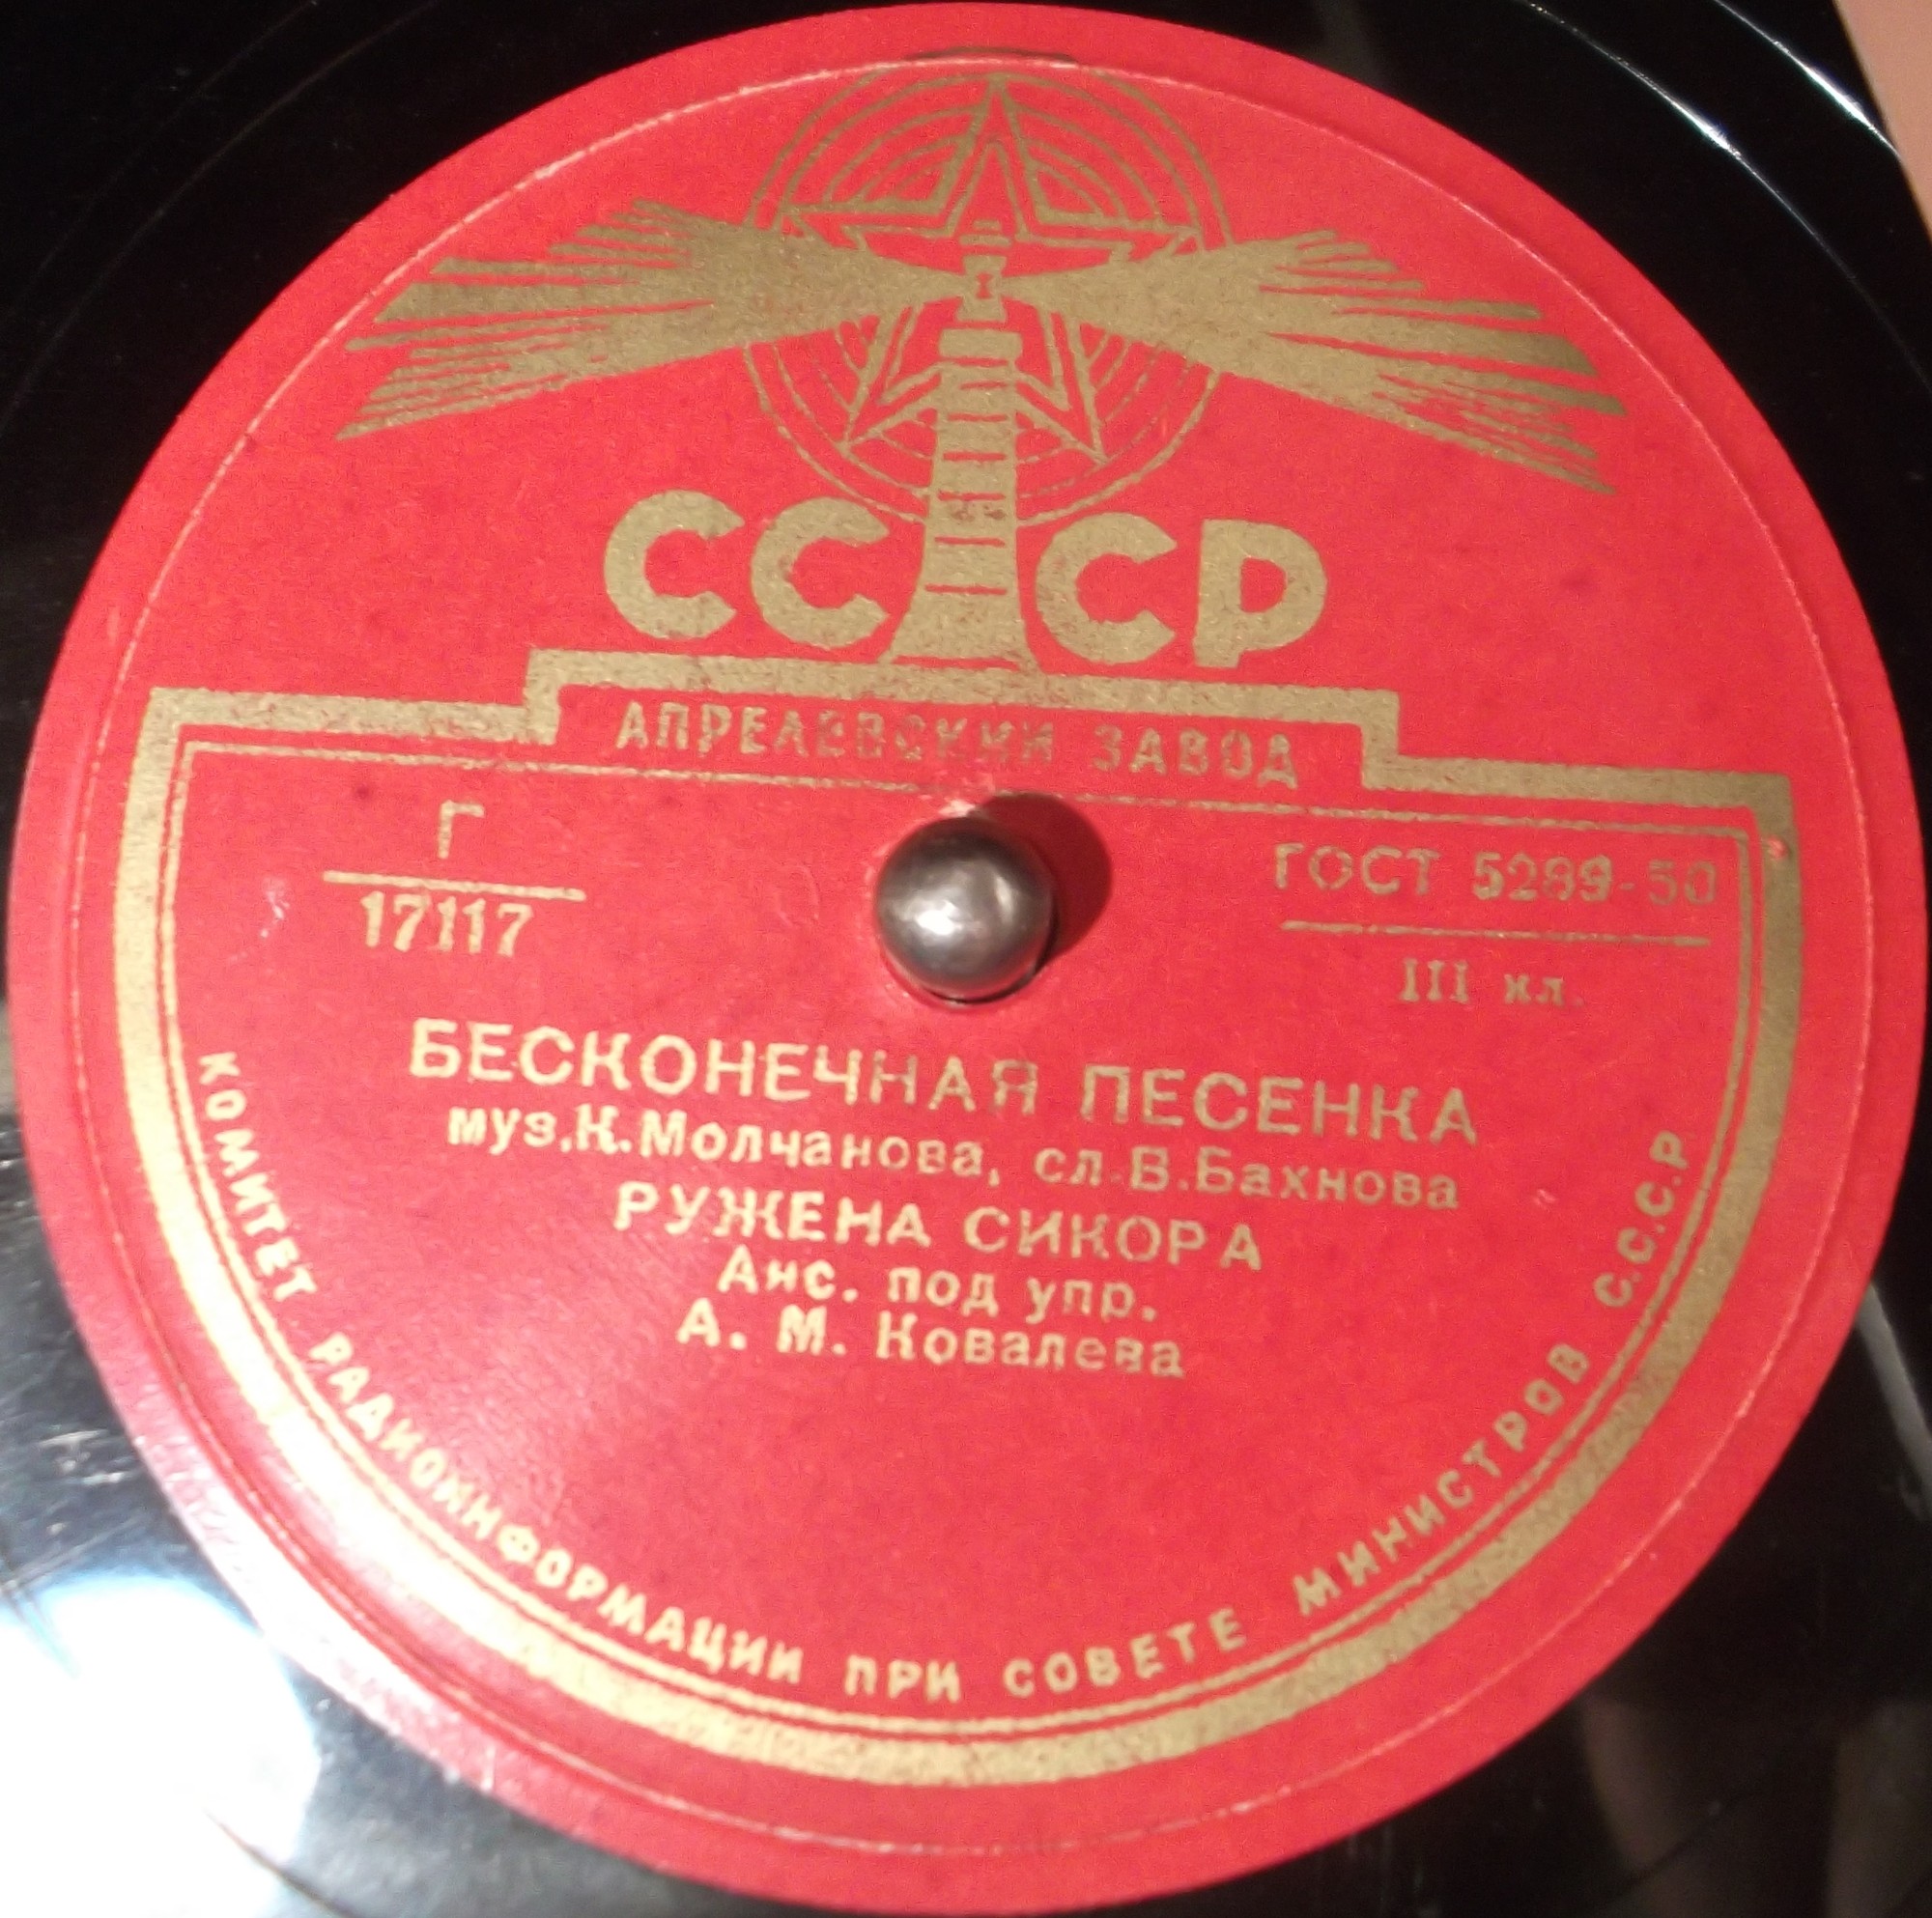 СССР
АПРЕЛЕВСКИЙ ЗАВОД
Г
17117
ГОСТ 5289-50
III кл.
БЕСКОНЕЧНАЯ ПЕСЕНКА
муз.К.Молчанова, сл.В.Бахнова
РУЖЕНА СИКОРА
Анс. под упр.
А. М. Ковалева
КОМИТЕТ РАДИОИНФОРМАЦИИ ПРИ СОВЕТЕ МИНИСТРОВ С.С.С.Р